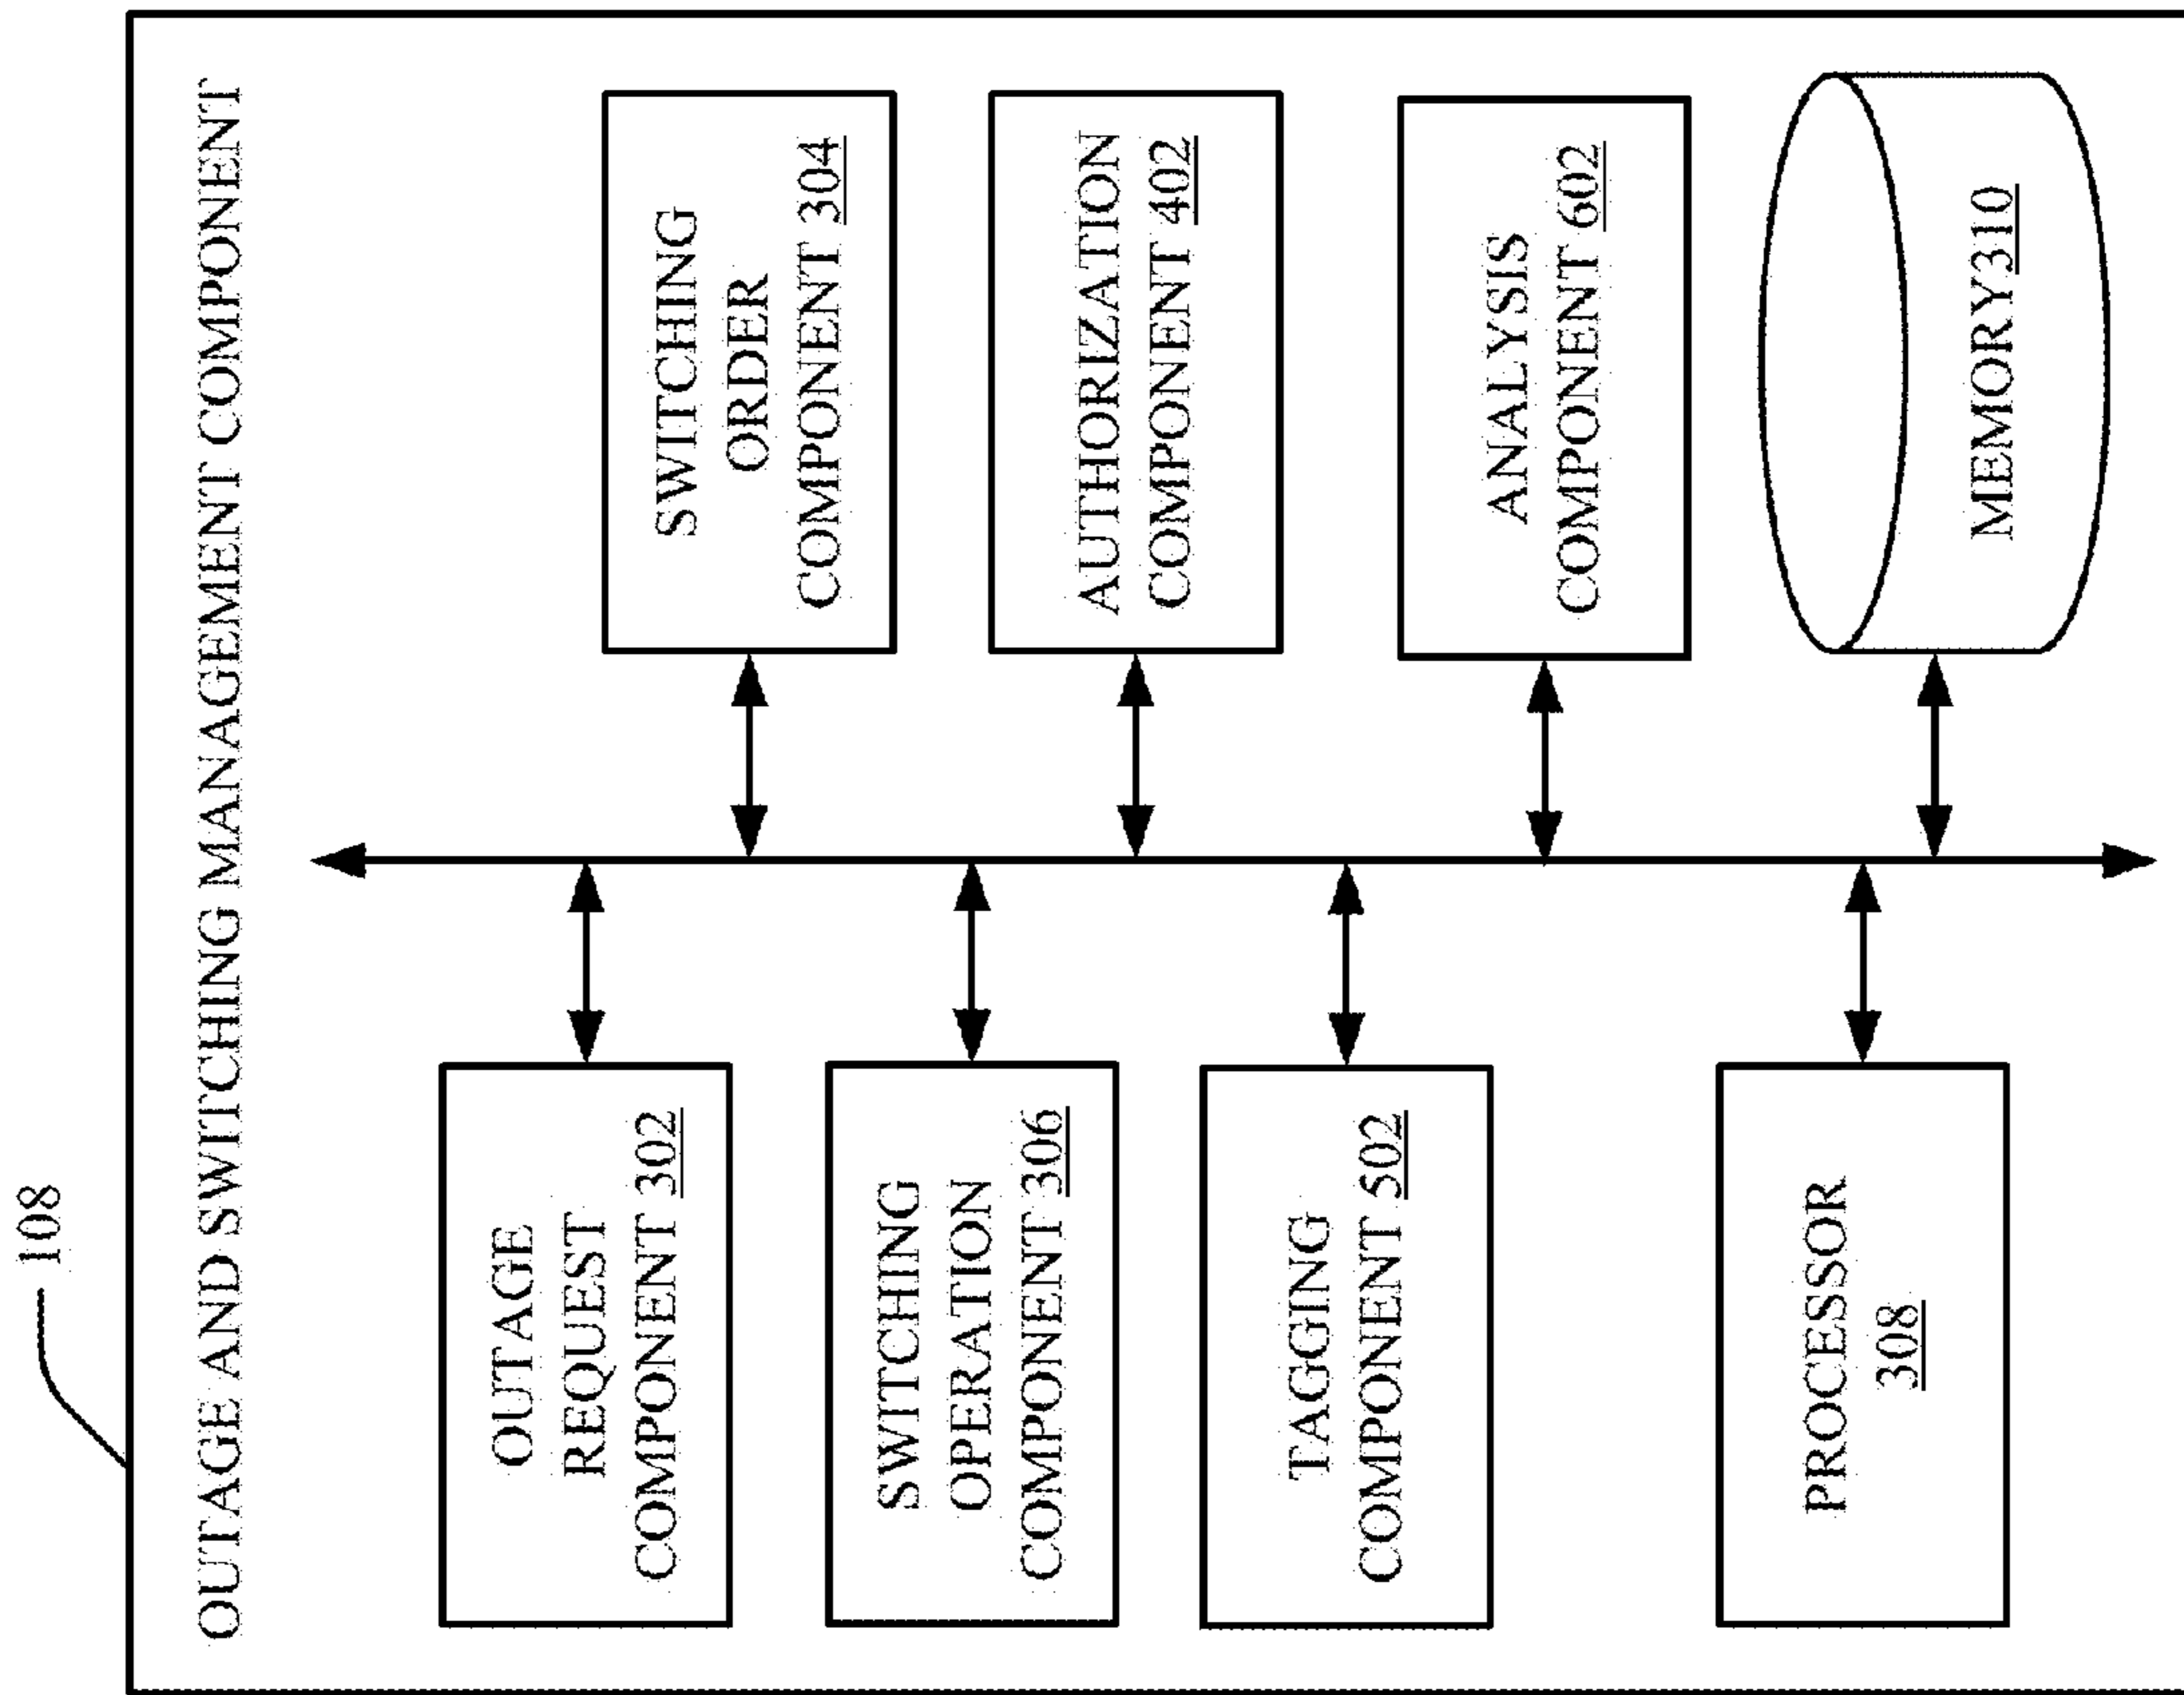 108
OUTAGE AND SWITCHING MANAGEMENT COMPONENT
OUTAGE
REQUEST
COMPONENT 302
SWITCHING
ORDER
COMPONENT 304
SWITCHING
OPERATION
COMPONENT 306
AUTHORIZATION
COMPONENT 402
TAGGING
COMPONENT 502
ANALYSIS
COMPONENT 602
PROCESSOR
308
MEMORY310